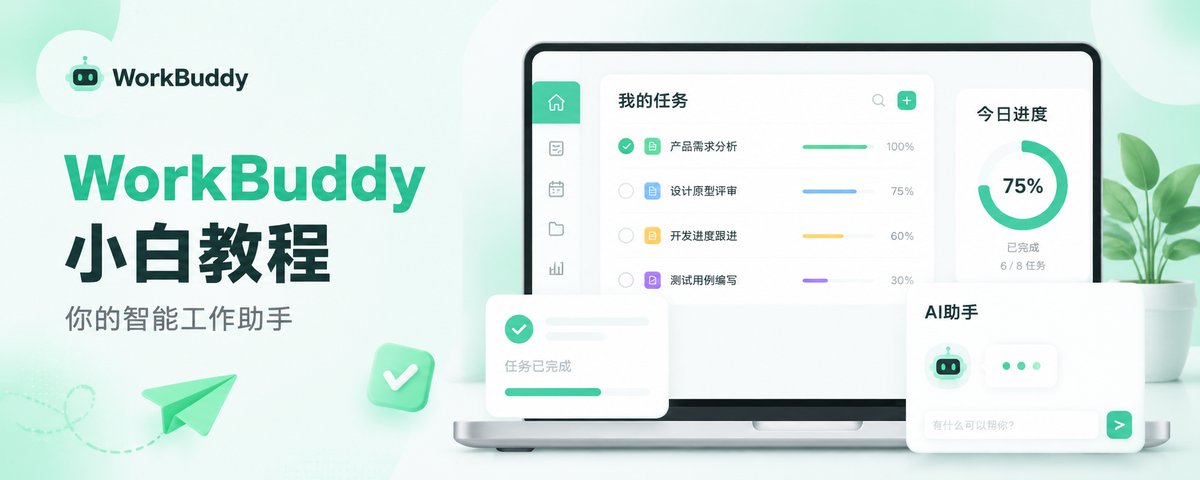 WorkBuddy
WorkBuddy
小白教程
你的智能工作助手
我的任务
产品需求分析 100%
设计原型评审 75%
开发进度跟进 60%
测试用例编写 30%
今日进度
75%
已完成
6 / 8 任务
任务已完成
AI助手
有什么可以帮你?